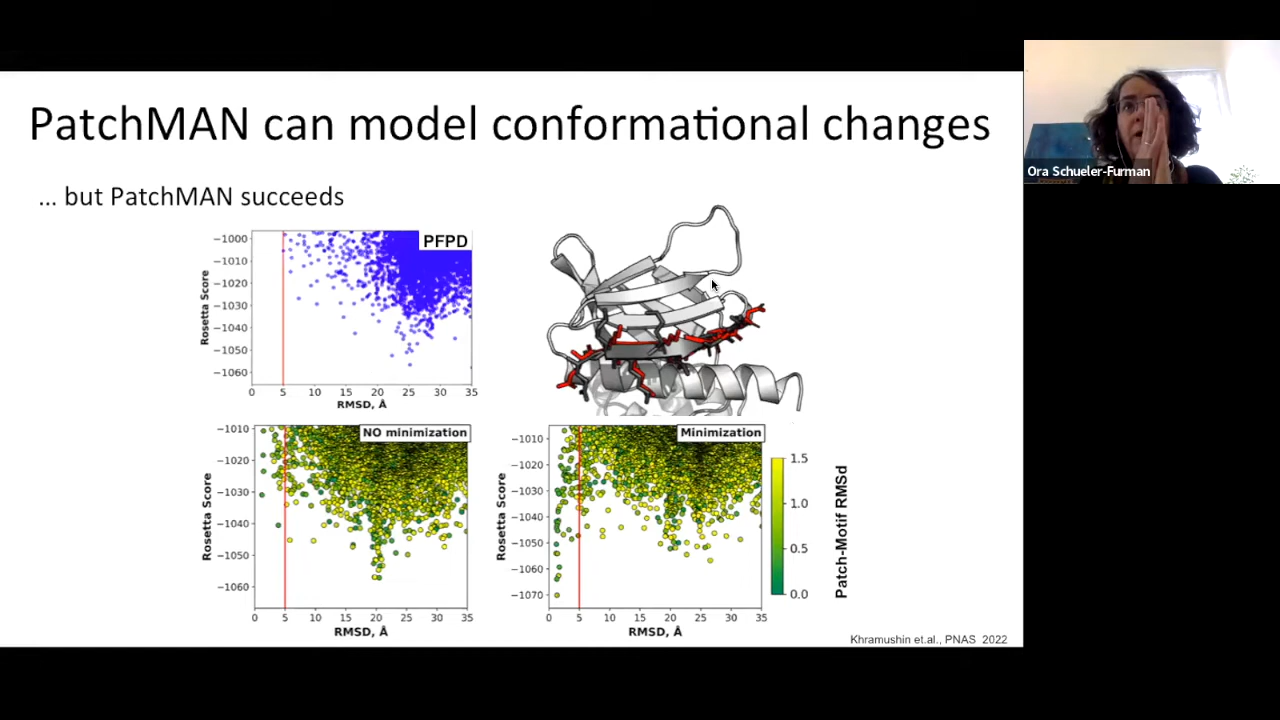 PatchMAN can model conformational changes
Ora Schueler-Furman
... but PatchMAN succeeds
PFPD
Rosetta Score
−1000
−1010
−1020
−1030
−1040
−1050
−1060
0 5 10 15 20 25 30 35
RMSD, Å
NO minimization
Rosetta Score
−1010
−1020
−1030
−1040
−1050
−1060
0 5 10 15 20 25 30 35
RMSD, Å
Minimization
Rosetta Score
−1010
−1020
−1030
−1040
−1050
−1060
−1070
0 5 10 15 20 25 30 35
RMSD, Å
1.5
1.0
0.5
0.0
Patch-Motif RMSd
Khramushin et.al., PNAS 2022